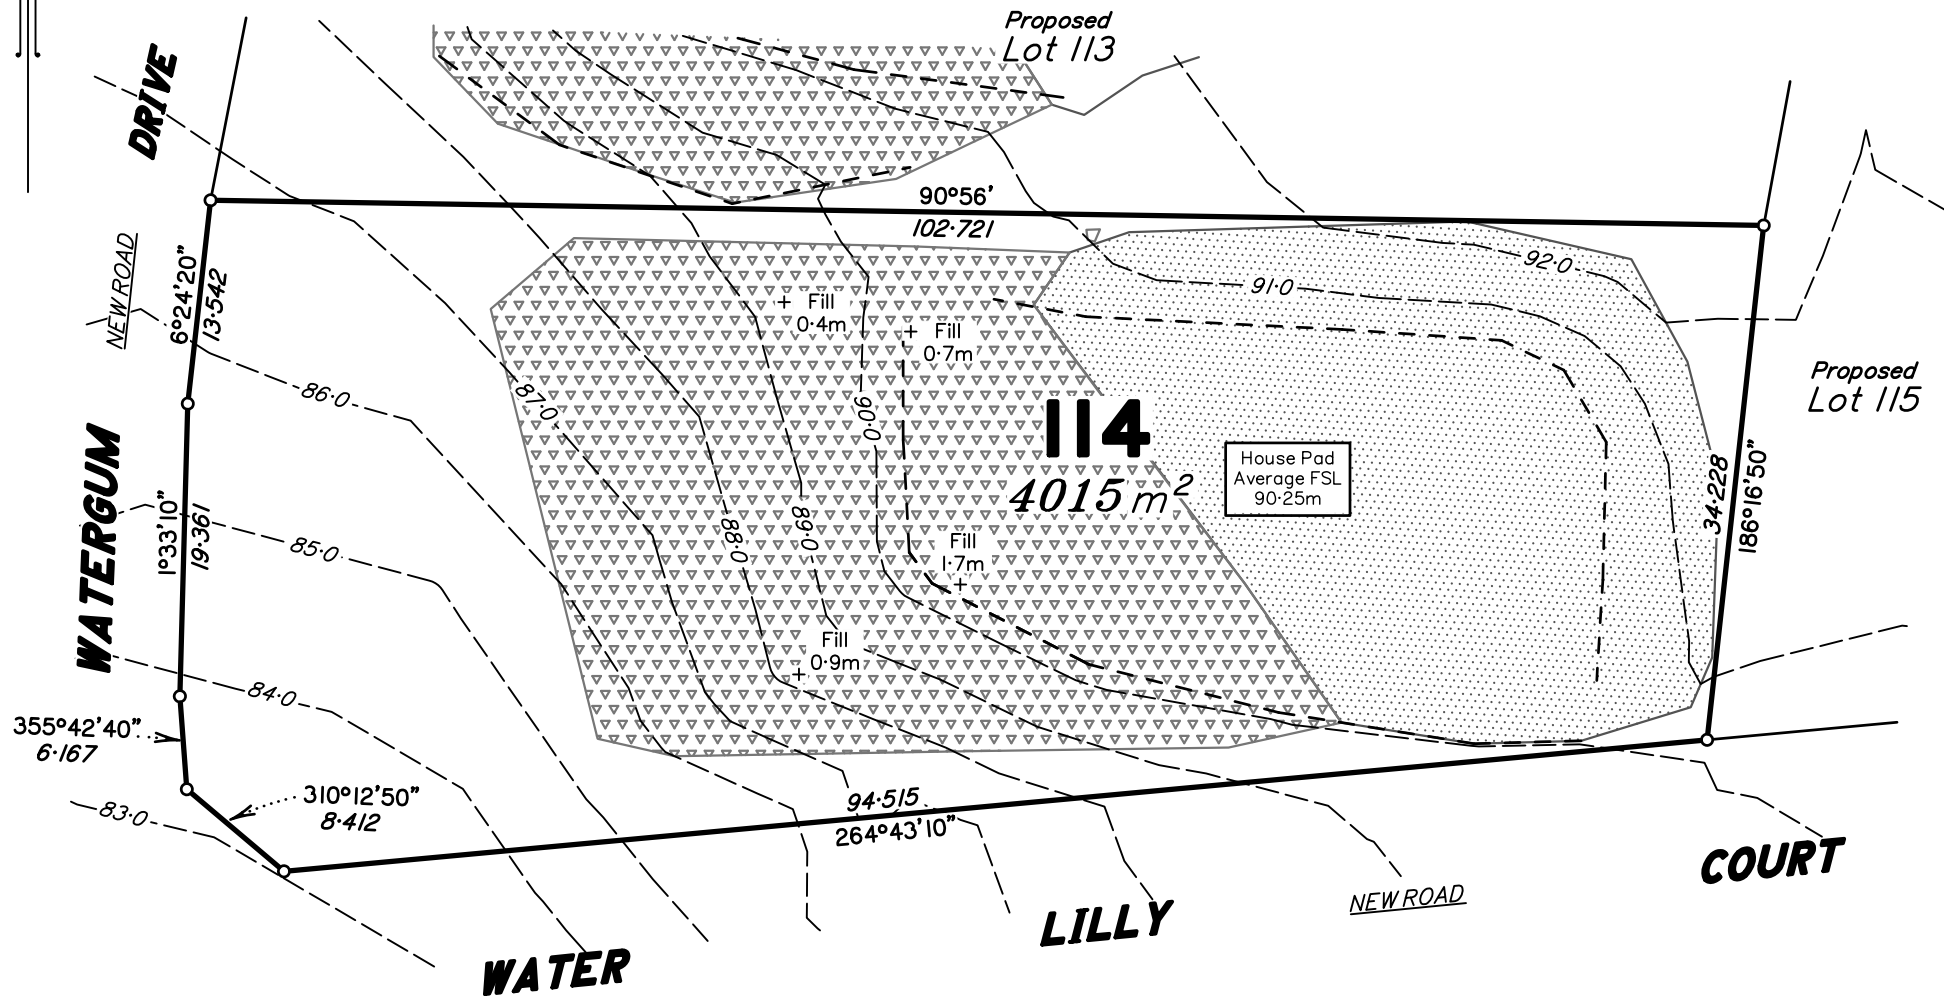 Proposed
Lot 113
DRIVE
90°56'
102·721
NEW ROAD
6°24'20"
13·542
Fill
0·4m
Fill
0·7m
91·0
92·0
Proposed
Lot 115
86·0
87·0
90·0
114
4015 m²
House Pad
Average FSL
90·25m
34·228
186°16'50"
WATERGUM
1°33'10"
19·361
85·0
88·0
89·0
Fill
1·7m
Fill
0·9m
84·0
355°42'40"
6·167
310°12'50"
8·412
83·0
94·515
264°43'10"
NEW ROAD
WATER LILLY COURT